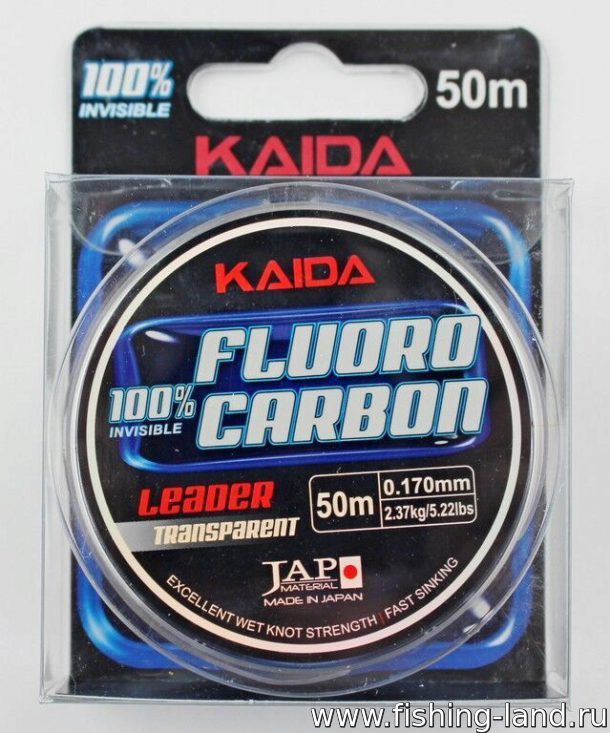 100% 50m
INVISIBLE
KAIDA
KAIDA
FLUORO
100% CARBON
INVISIBLE
LEADER
TRANSPARENT
50m 0.170mm
2.37kg/5.22lbs
JAP
MATERIAL
MADE IN JAPAN
EXCELLENT WET KNOT STRENGTH | FAST SINKING
www.fishing-land.ru